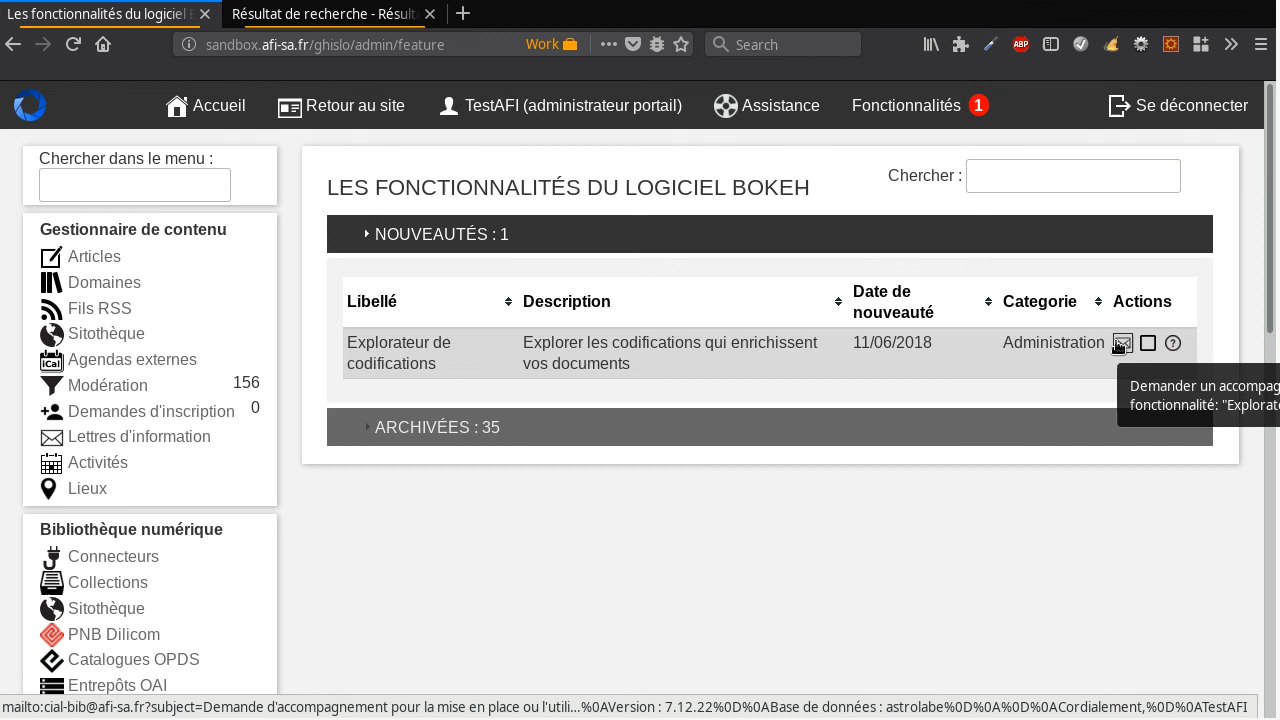 Les fonctionnalités du logiciel
Résultat de recherche - Résult
sandbox.afi-sa.fr/ghislo/admin/feature
Work
Search
ABP
Accueil
Retour au site
TestAFI (administrateur portail)
Assistance
Fonctionnalités 1
Se déconnecter
Chercher dans le menu :
Gestionnaire de contenu
Articles
Domaines
Fils RSS
Sitothèque
iCal
Agendas externes
Modération 156
Demandes d'inscription 0
Lettres d'information
Activités
Lieux
Bibliothèque numérique
Connecteurs
Collections
Sitothèque
PNB Dilicom
Catalogues OPDS
Entrepôts OAI
Chercher :
LES FONCTIONNALITÉS DU LOGICIEL BOKEH
NOUVEAUTÉS : 1
Libellé Description Date de nouveauté Categorie Actions
Explorateur de codifications Explorer les codifications qui enrichissent vos documents 11/06/2018 Administration
Demander un accompag
fonctionnalité: "Explorat
ARCHIVÉES : 35
mailto:cial-bib@afi-sa.fr?subject=Demande d'accompagnement pour la mise en place ou l'utili...%0AVersion : 7.12.22%0D%0ABase de données : astrolabe%0D%0A%0D%0ACordialement,%0D%0ATestAFI